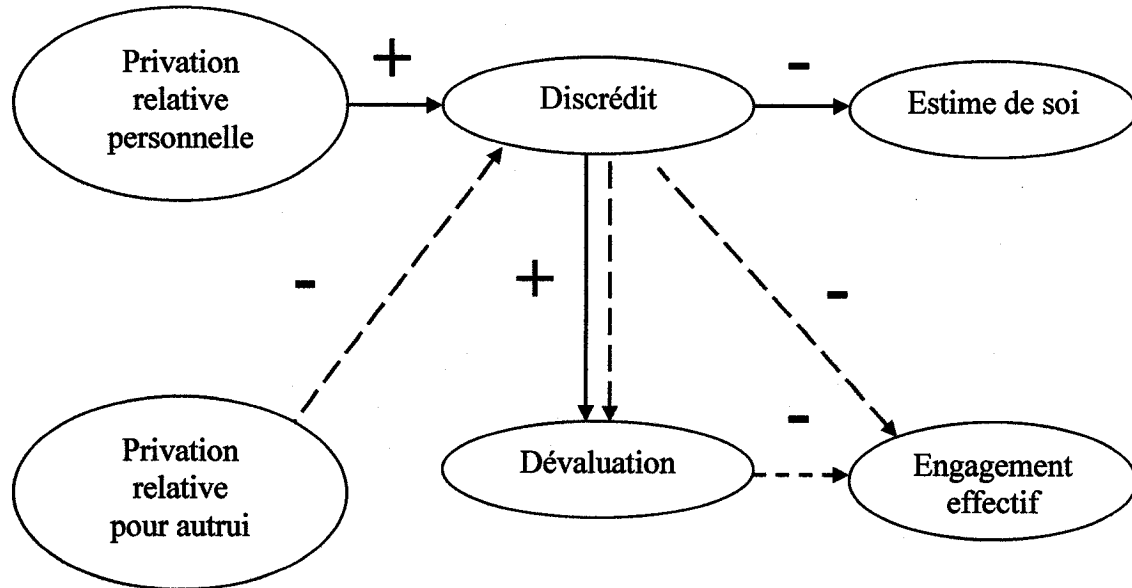 Privation
relative
personnelle
+
Discrédit
-
Estime de soi
-
+
-
Privation
relative
pour autrui
Dévaluation
-
Engagement
effectif